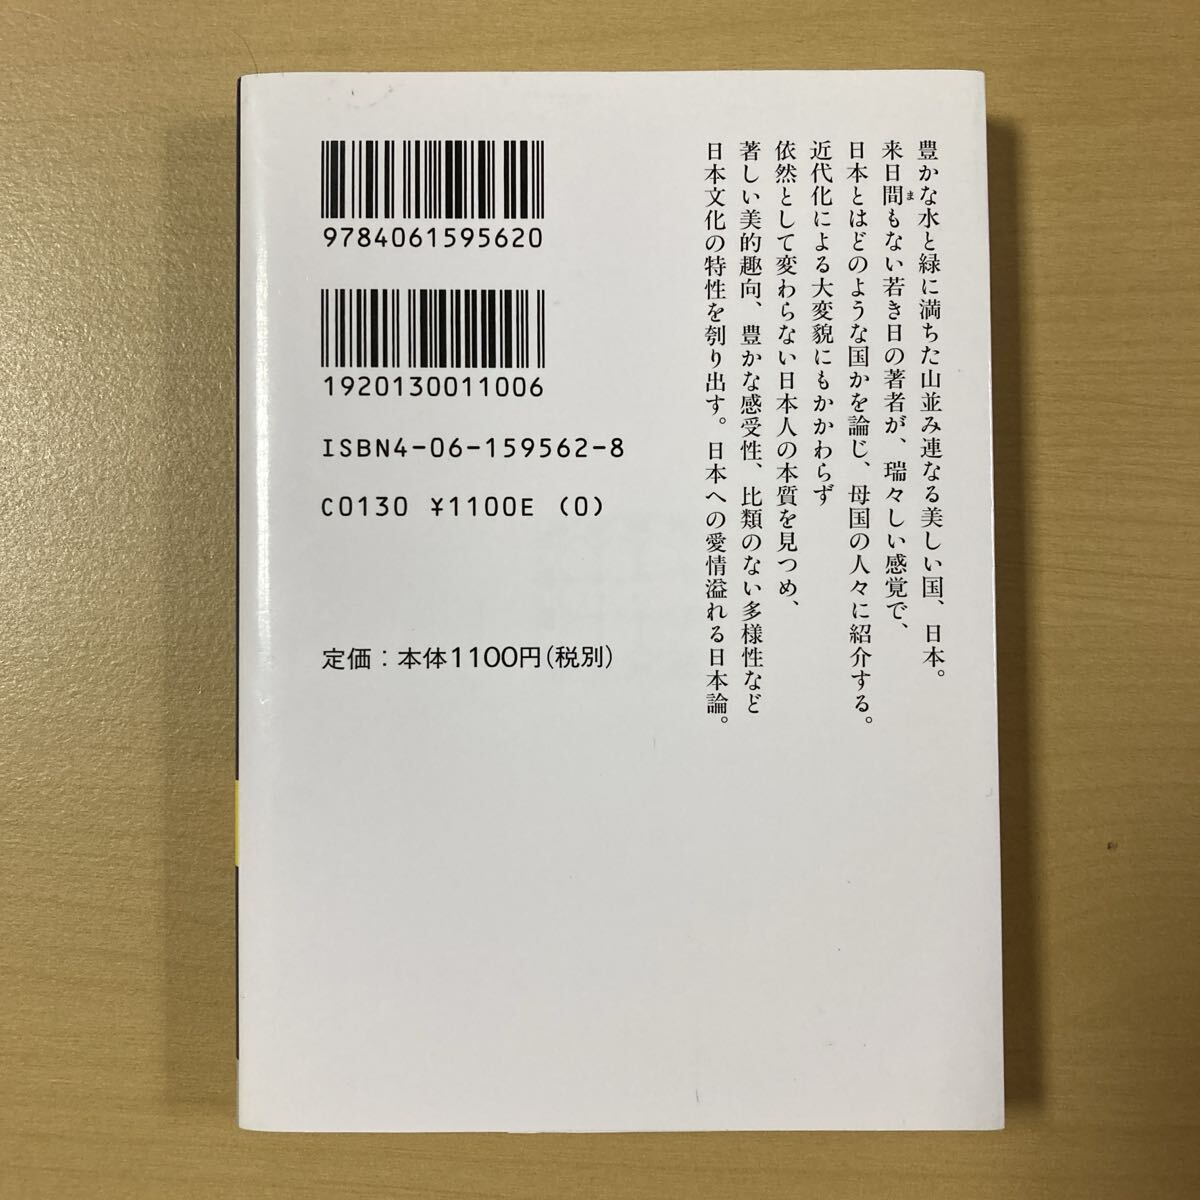 豊かな水と緑に満ちた山並み連なる美しい国、日本。
来日間もない若き日の著者が、瑞々しい感覚で、
ま
日本とはどのような国かを論じ、母国の人々に紹介する。
近代化による大変貌にもかかわらず
依然として変わらない日本人の本質を見つめ、
著しい美的趣向、豊かな感受性、比類のない多様性など
日本文化の特性を刳り出す。日本への愛情溢れる日本論。
9784061595620
1920130011006
ISBN4-06-159562-8
C0130 ¥1100E (0)
定価：本体1100円(税別)